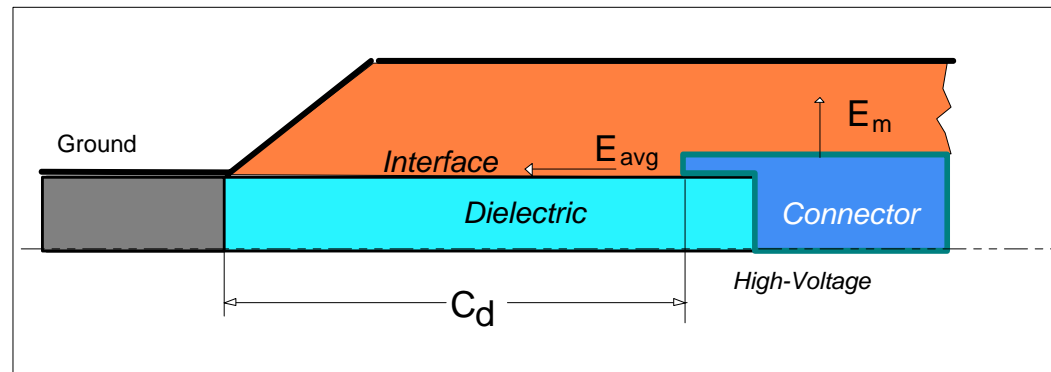 Ground
Interface
E avg
E m
Dielectric
Connector
High-Voltage
C d